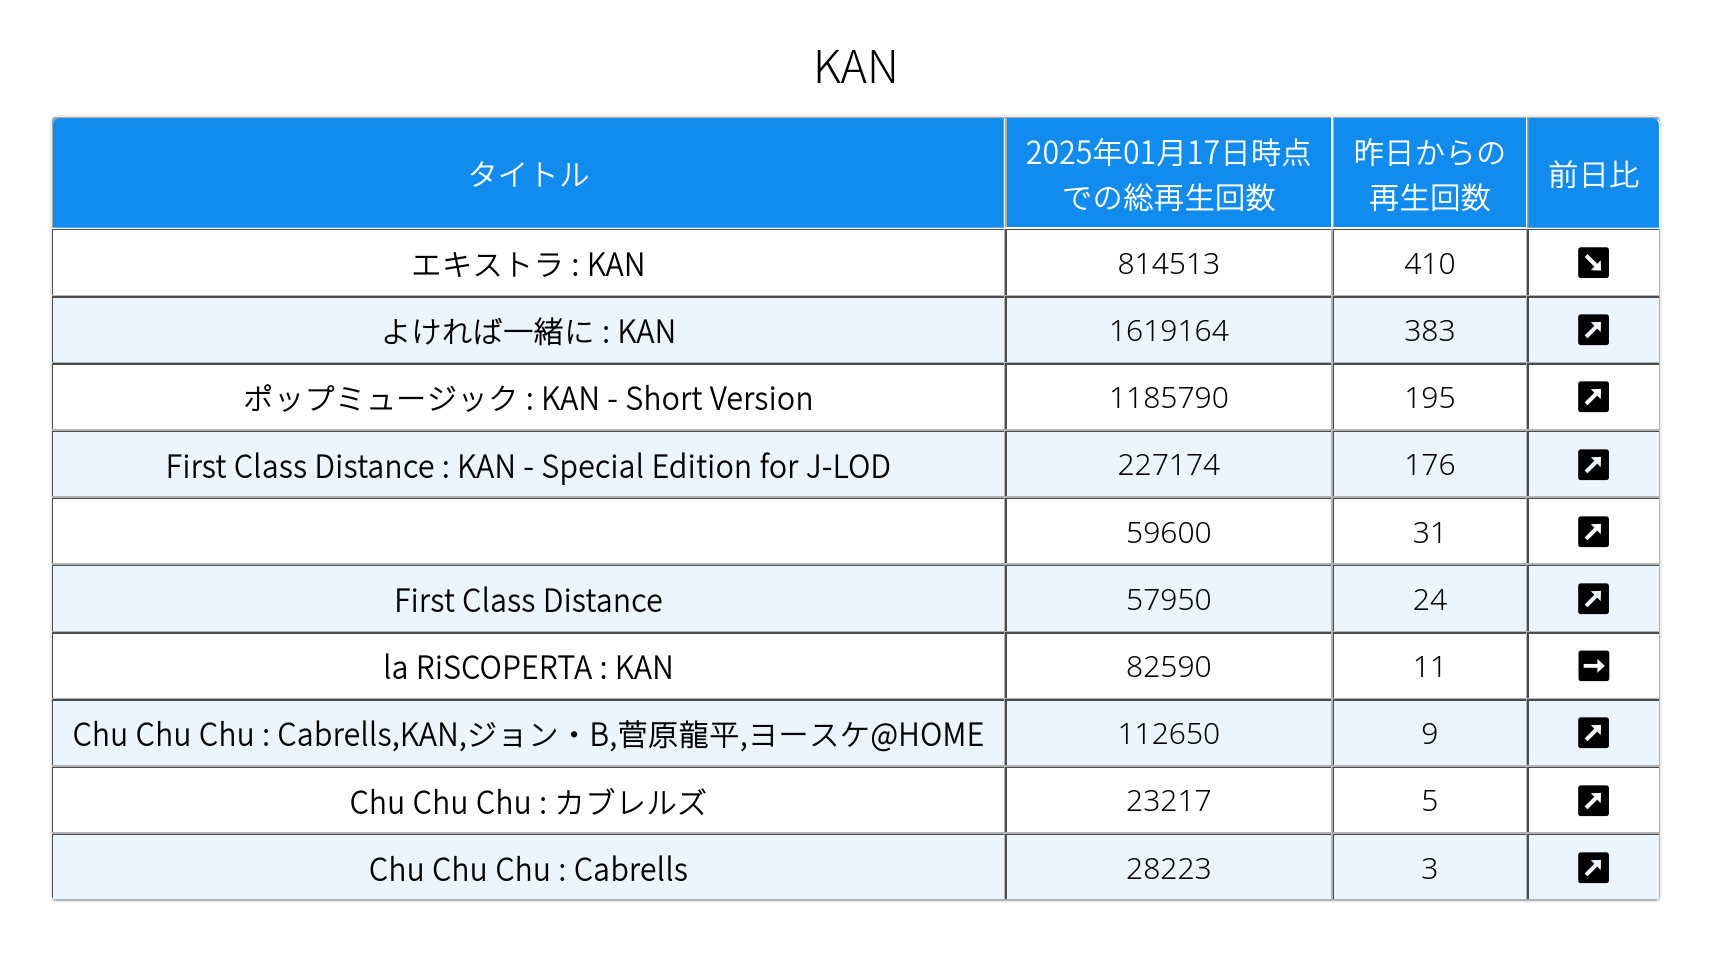 KAN
タイトル 2025年01月17日時点での総再生回数 昨日からの再生回数 前日比
エキストラ : KAN 814513 410 ↘
よければ一緒に : KAN 1619164 383 ↗
ポップミュージック : KAN - Short Version 1185790 195 ↗
First Class Distance : KAN - Special Edition for J-LOD 227174 176 ↗
59600 31 ↗
First Class Distance 57950 24 ↗
la RiSCOPERTA : KAN 82590 11 →
Chu Chu Chu : Cabrells,KAN,ジョン・B,菅原龍平,ヨースケ@HOME 112650 9 ↗
Chu Chu Chu : カブレルズ 23217 5 ↗
Chu Chu Chu : Cabrells 28223 3 ↗